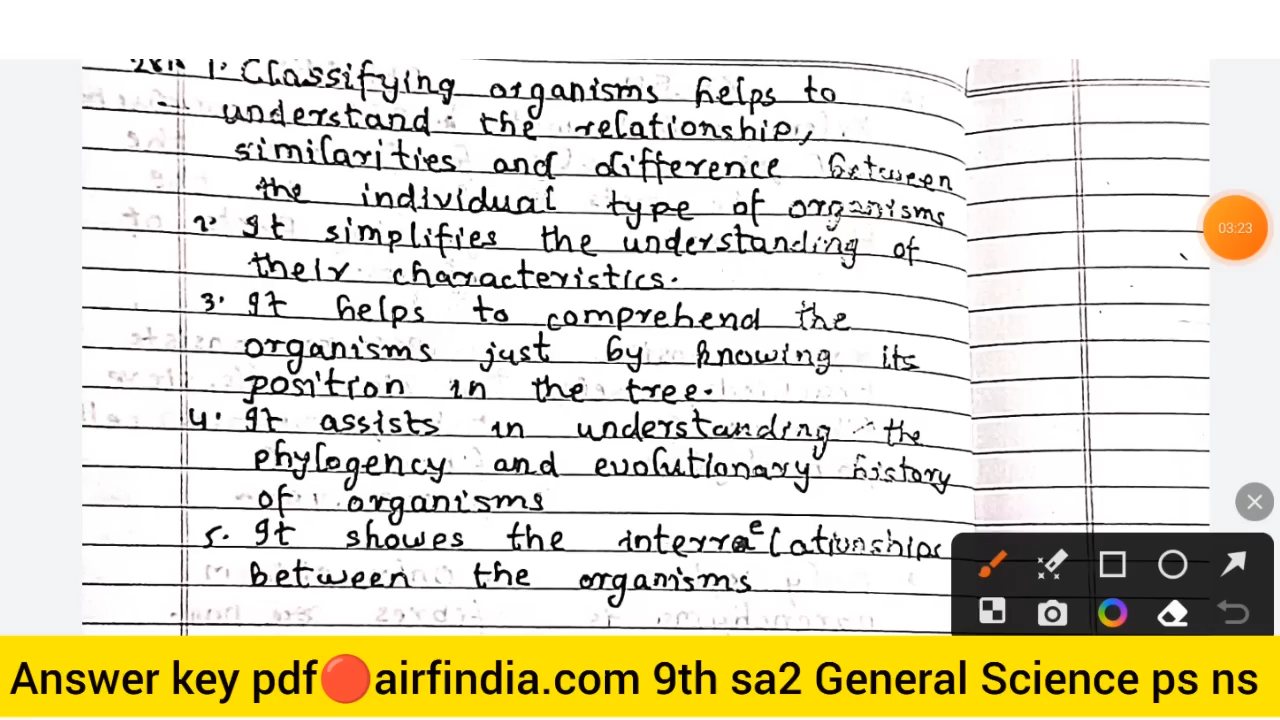 1. Classifying organisms helps to
understand the relationship,
similarities and difference between
the individual type of organisms
2. It simplifies the understanding of
their characteristics.
3. It helps to comprehend the
organisms just by knowing its
position in the tree.
4. It assists in understanding the
phylogency and evolutionary history
of organisms
5. It showes the interrelationships
between the organisms
03:23
Answer key pdf🔴airfindia.com 9th sa2 General Science ps ns